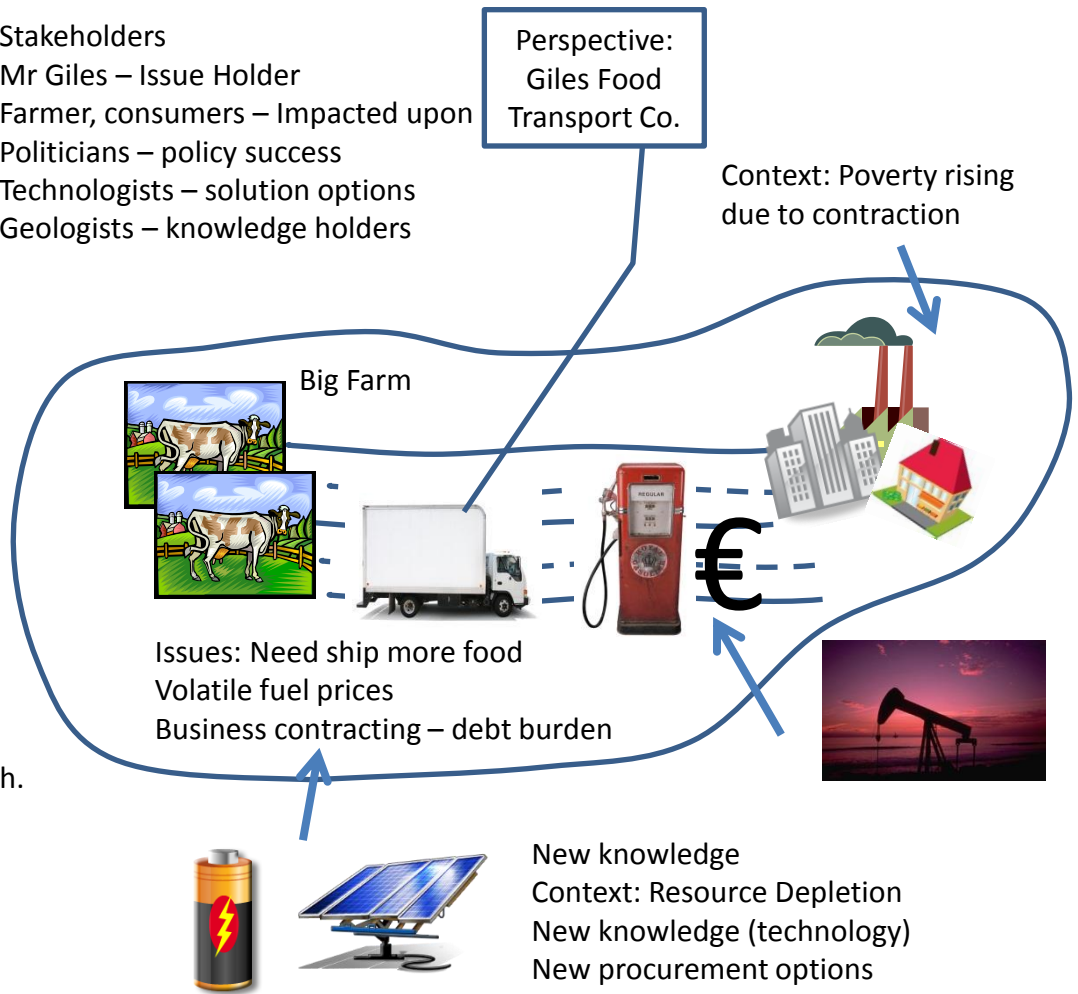 Stakeholders
Mr Giles – Issue Holder
Farmer, consumers – Impacted upon
Politicians – policy success
Technologists – solution options
Geologists – knowledge holders
Perspective:
Giles Food
Transport Co.
Context: Poverty rising
due to contraction
Big Farm
REGULAR
€
Issues: Need ship more food
Volatile fuel prices
Business contracting – debt burden
h.
New knowledge
Context: Resource Depletion
New knowledge (technology)
New procurement options